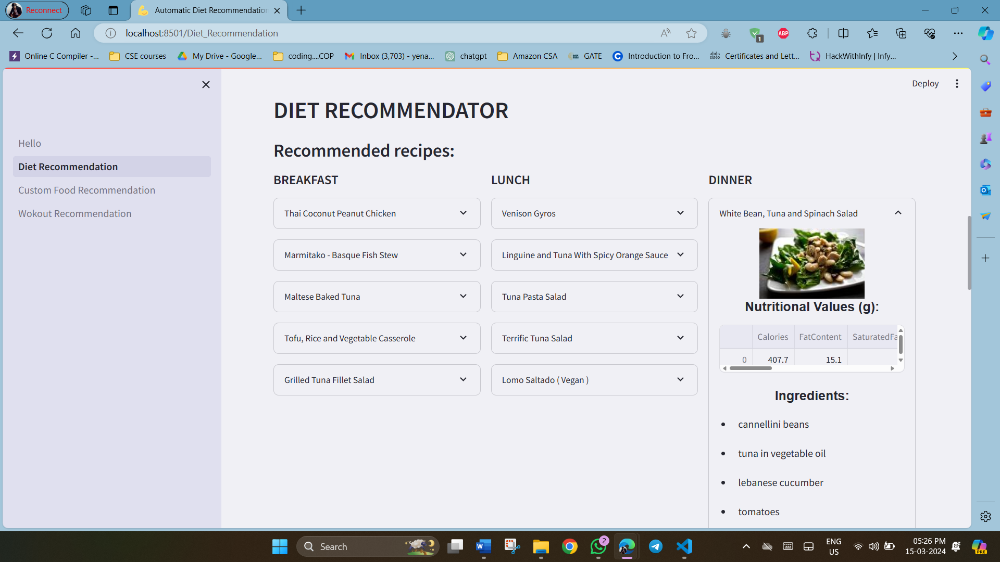 Reconnect
Automatic Diet Recommendation
localhost:8501/Diet_Recommendation
ABP
1
Online C Compiler -...
CSE courses
My Drive - Google...
coding....COP
Inbox (3,703) - yena...
chatgpt
Amazon CSA
GATE
Introduction to Fro...
Certificates and Lett...
HackWithInfy | Infy...
Deploy
Hello
Diet Recommendation
Custom Food Recommendation
Wokout Recommendation
DIET RECOMMENDATOR
Recommended recipes:
BREAKFAST
Thai Coconut Peanut Chicken
Marmitako - Basque Fish Stew
Maltese Baked Tuna
Tofu, Rice and Vegetable Casserole
Grilled Tuna Fillet Salad
LUNCH
Venison Gyros
Linguine and Tuna With Spicy Orange Sauce
Tuna Pasta Salad
Terrific Tuna Salad
Lomo Saltado ( Vegan )
DINNER
White Bean, Tuna and Spinach Salad
Nutritional Values (g):
Calories FatContent SaturatedFa
0 407.7 15.1
Ingredients:
• cannellini beans
• tuna in vegetable oil
• lebanese cucumber
• tomatoes
Search
2
ENG
US
05:26 PM
15-03-2024
PRE